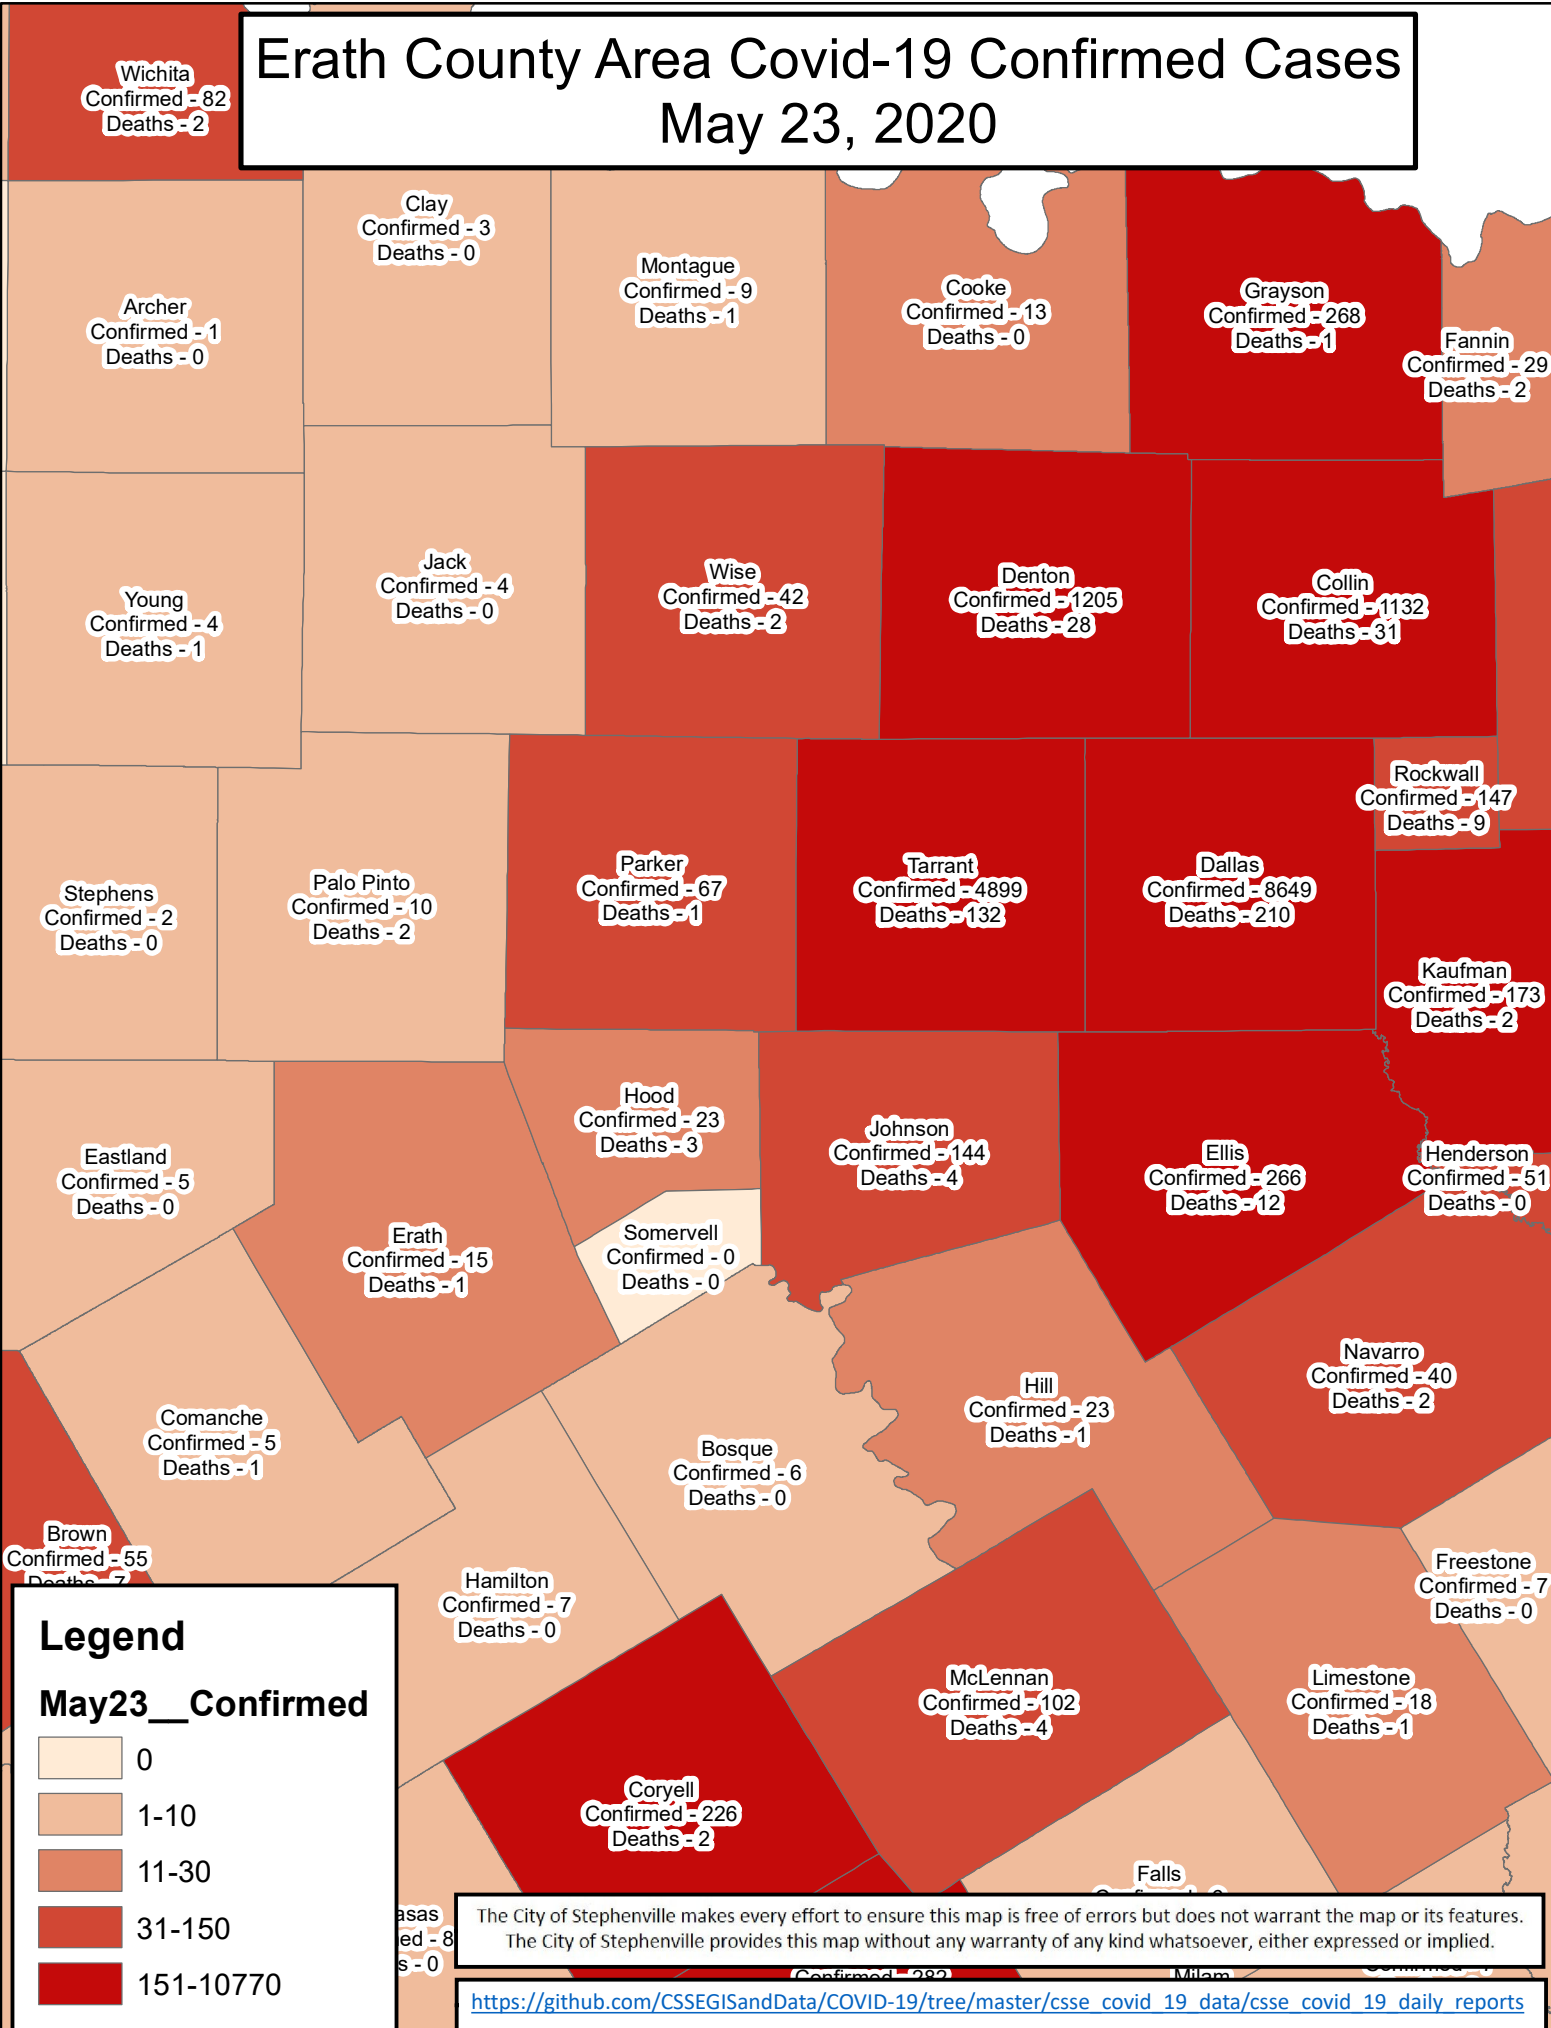 Erath County Area Covid-19 Confirmed Cases
May 23, 2020
Wichita
Confirmed - 82
Deaths - 2
Clay
Confirmed - 3
Deaths - 0
Montague
Confirmed - 9
Deaths - 1
Cooke
Confirmed - 13
Deaths - 0
Grayson
Confirmed - 268
Deaths - 1
Fannin
Confirmed - 29
Deaths - 2
Archer
Confirmed - 1
Deaths - 0
Young
Confirmed - 4
Deaths - 1
Jack
Confirmed - 4
Deaths - 0
Wise
Confirmed - 42
Deaths - 2
Denton
Confirmed - 1205
Deaths - 28
Collin
Confirmed - 1132
Deaths - 31
Rockwall
Confirmed - 147
Deaths - 9
Stephens
Confirmed - 2
Deaths - 0
Palo Pinto
Confirmed - 10
Deaths - 2
Parker
Confirmed - 67
Deaths - 1
Tarrant
Confirmed - 4899
Deaths - 132
Dallas
Confirmed - 8649
Deaths - 210
Kaufman
Confirmed - 173
Deaths - 2
Eastland
Confirmed - 5
Deaths - 0
Erath
Confirmed - 15
Deaths - 1
Hood
Confirmed - 23
Deaths - 3
Somervell
Confirmed - 0
Deaths - 0
Johnson
Confirmed - 144
Deaths - 4
Ellis
Confirmed - 266
Deaths - 12
Henderson
Confirmed - 51
Deaths - 0
Comanche
Confirmed - 5
Deaths - 1
Bosque
Confirmed - 6
Deaths - 0
Hill
Confirmed - 23
Deaths - 1
Navarro
Confirmed - 40
Deaths - 2
Brown
Confirmed - 55
Deaths - 7
Hamilton
Confirmed - 7
Deaths - 0
Freestone
Confirmed - 7
Deaths - 0
McLennan
Confirmed - 102
Deaths - 4
Limestone
Confirmed - 18
Deaths - 1
Coryell
Confirmed - 226
Deaths - 2
Falls
asas
ed - 8
s - 0
Confirmed - 282
Milam
Legend
May23__Confirmed
0
1-10
11-30
31-150
151-10770
The City of Stephenville makes every effort to ensure this map is free of errors but does not warrant the map or its features.
The City of Stephenville provides this map without any warranty of any kind whatsoever, either expressed or implied.
https://github.com/CSSEGISandData/COVID-19/tree/master/csse_covid_19_data/csse_covid_19_daily_reports